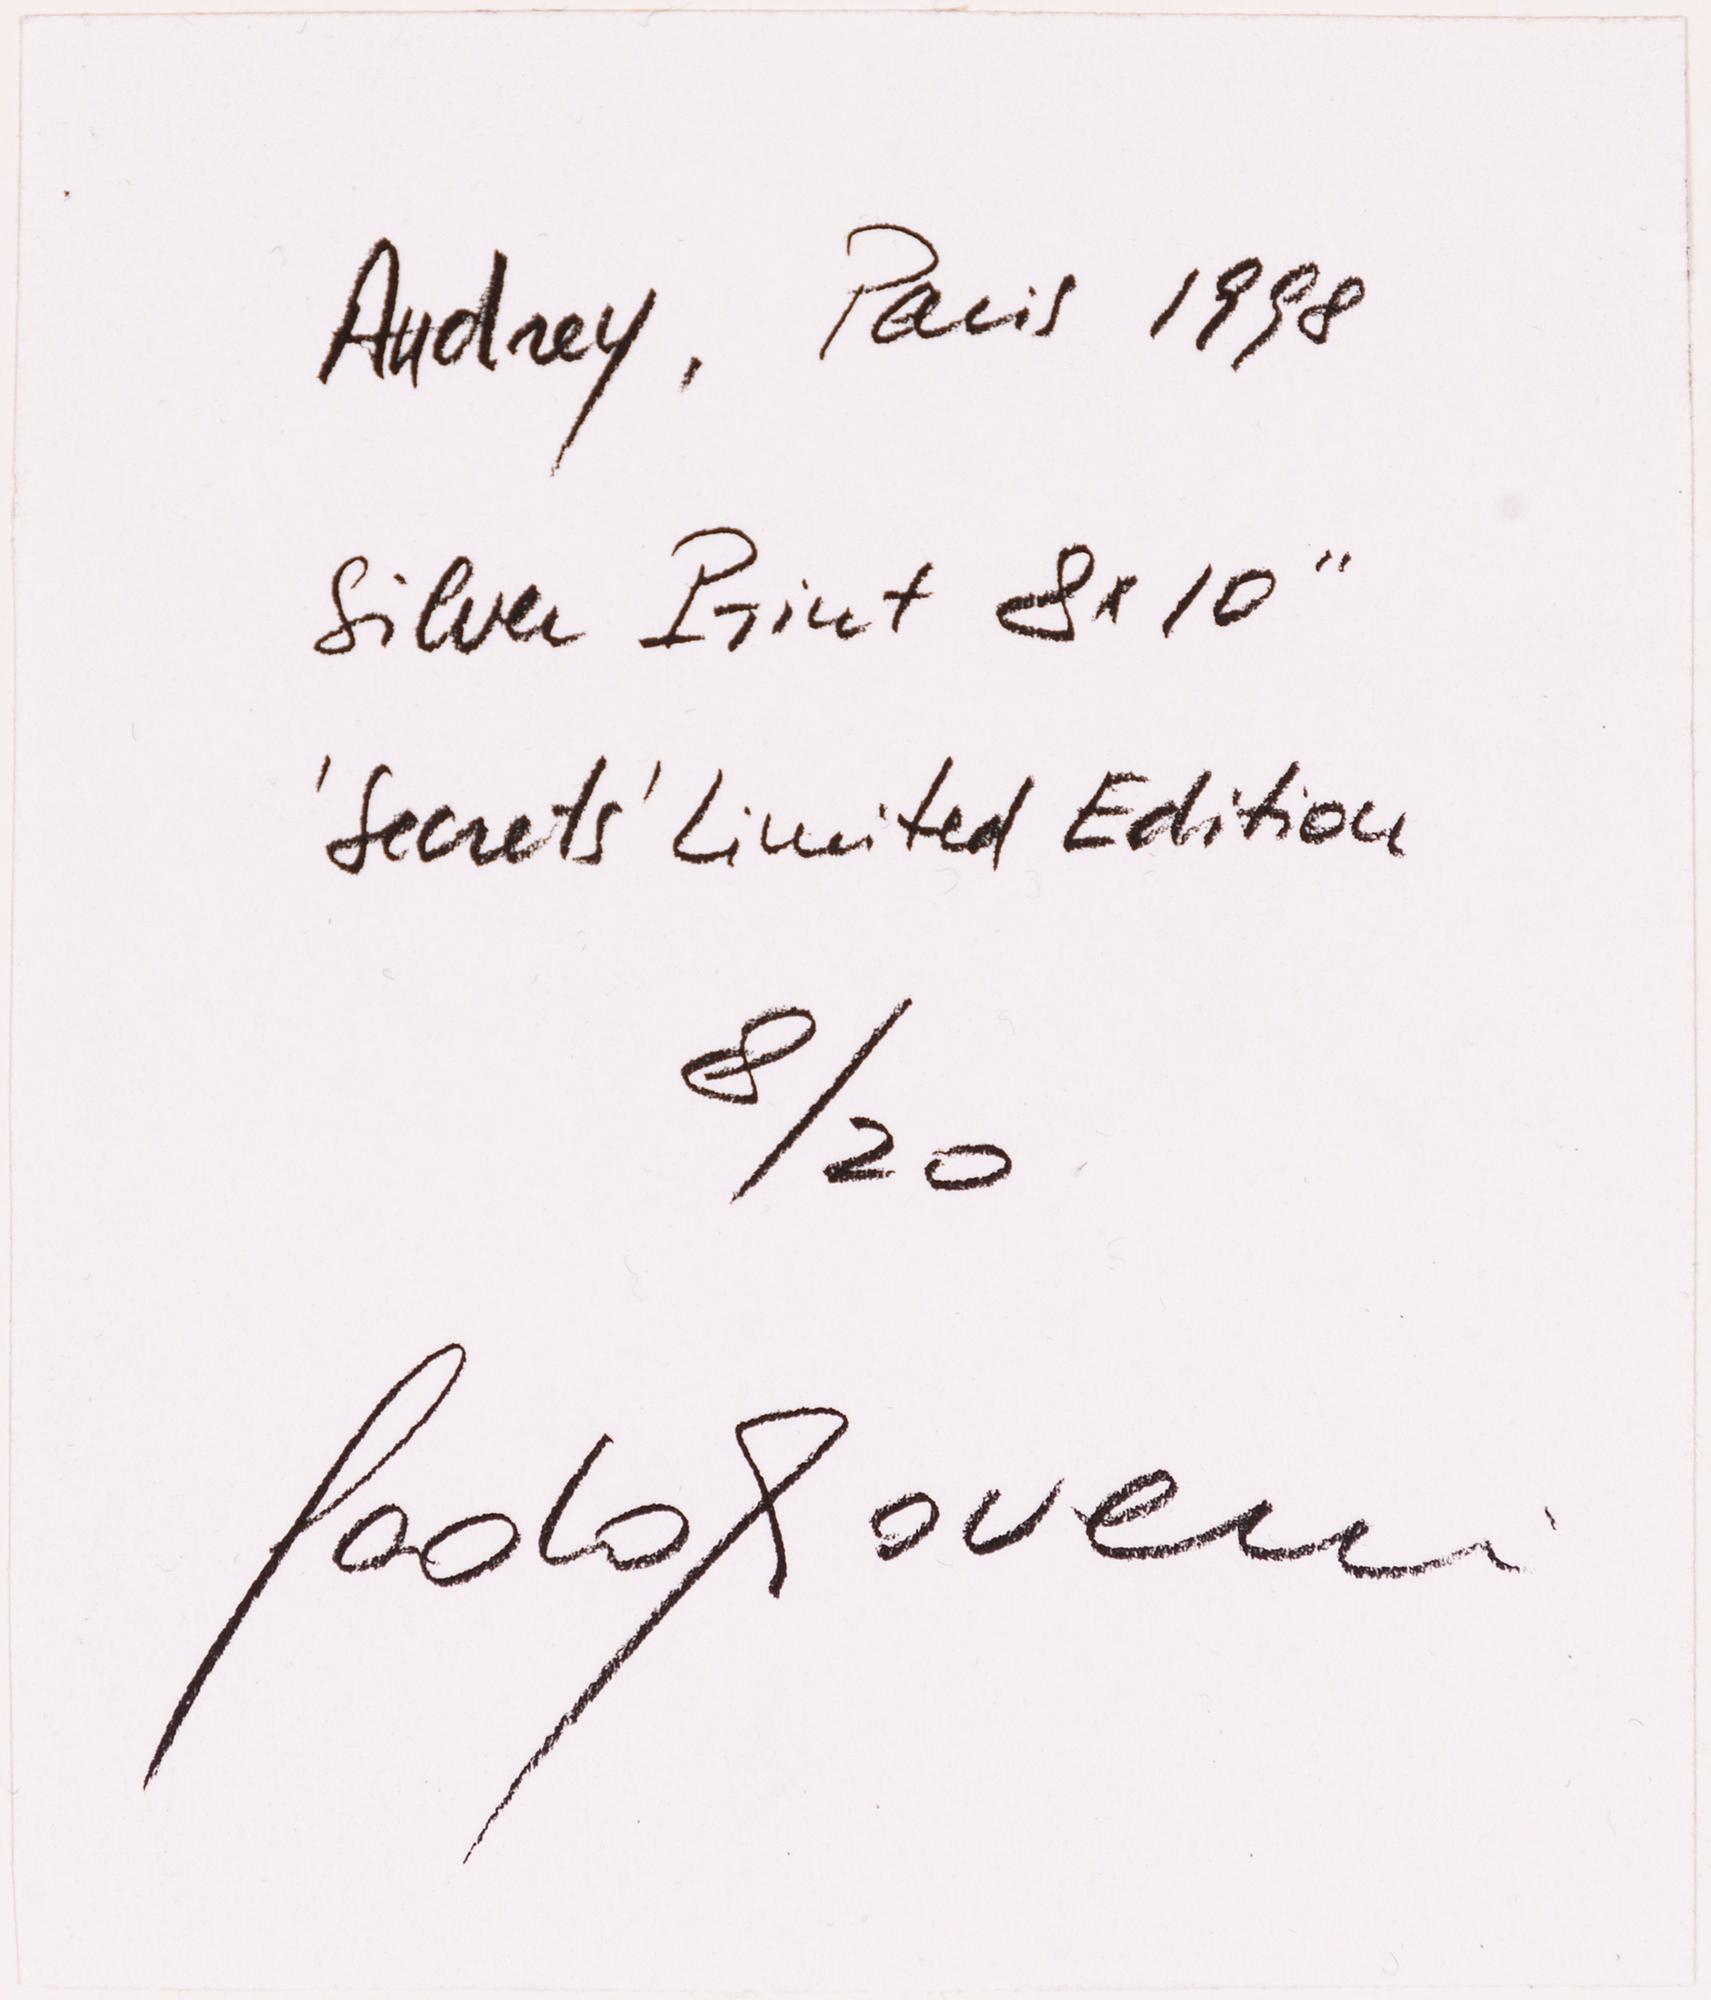 Audrey, Paris 1998
Silver Print 8x10"
'Secrets' Limited Edition
8/20
Paolo Roversi